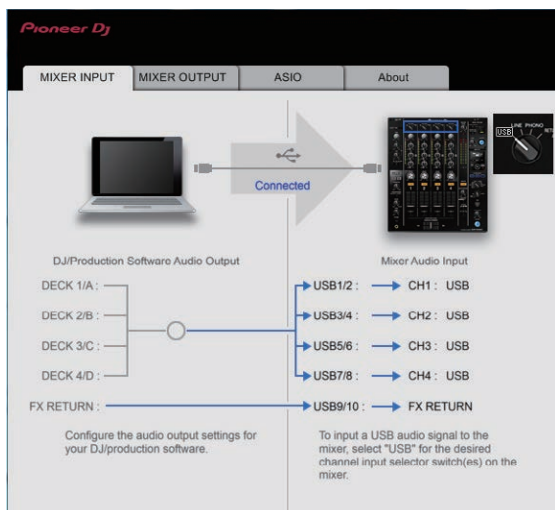 Pioneer Dj
MIXER INPUT
MIXER OUTPUT
ASIO
About
LINE PHONO
USB
Connected
DJ/Production Software Audio Output
Mixer Audio Input
DECK 1/A :
USB1/2 : CH1 : USB
DECK 2/B :
USB3/4 : CH2 : USB
DECK 3/C :
USB5/6 : CH3 : USB
DECK 4/D :
USB7/8 : CH4 : USB
FX RETURN :
USB9/10 : FX RETURN
Configure the audio output settings for
your DJ/production software.
To input a USB audio signal to the
mixer, select "USB" for the desired
channel input selector switch(es) on the
mixer.